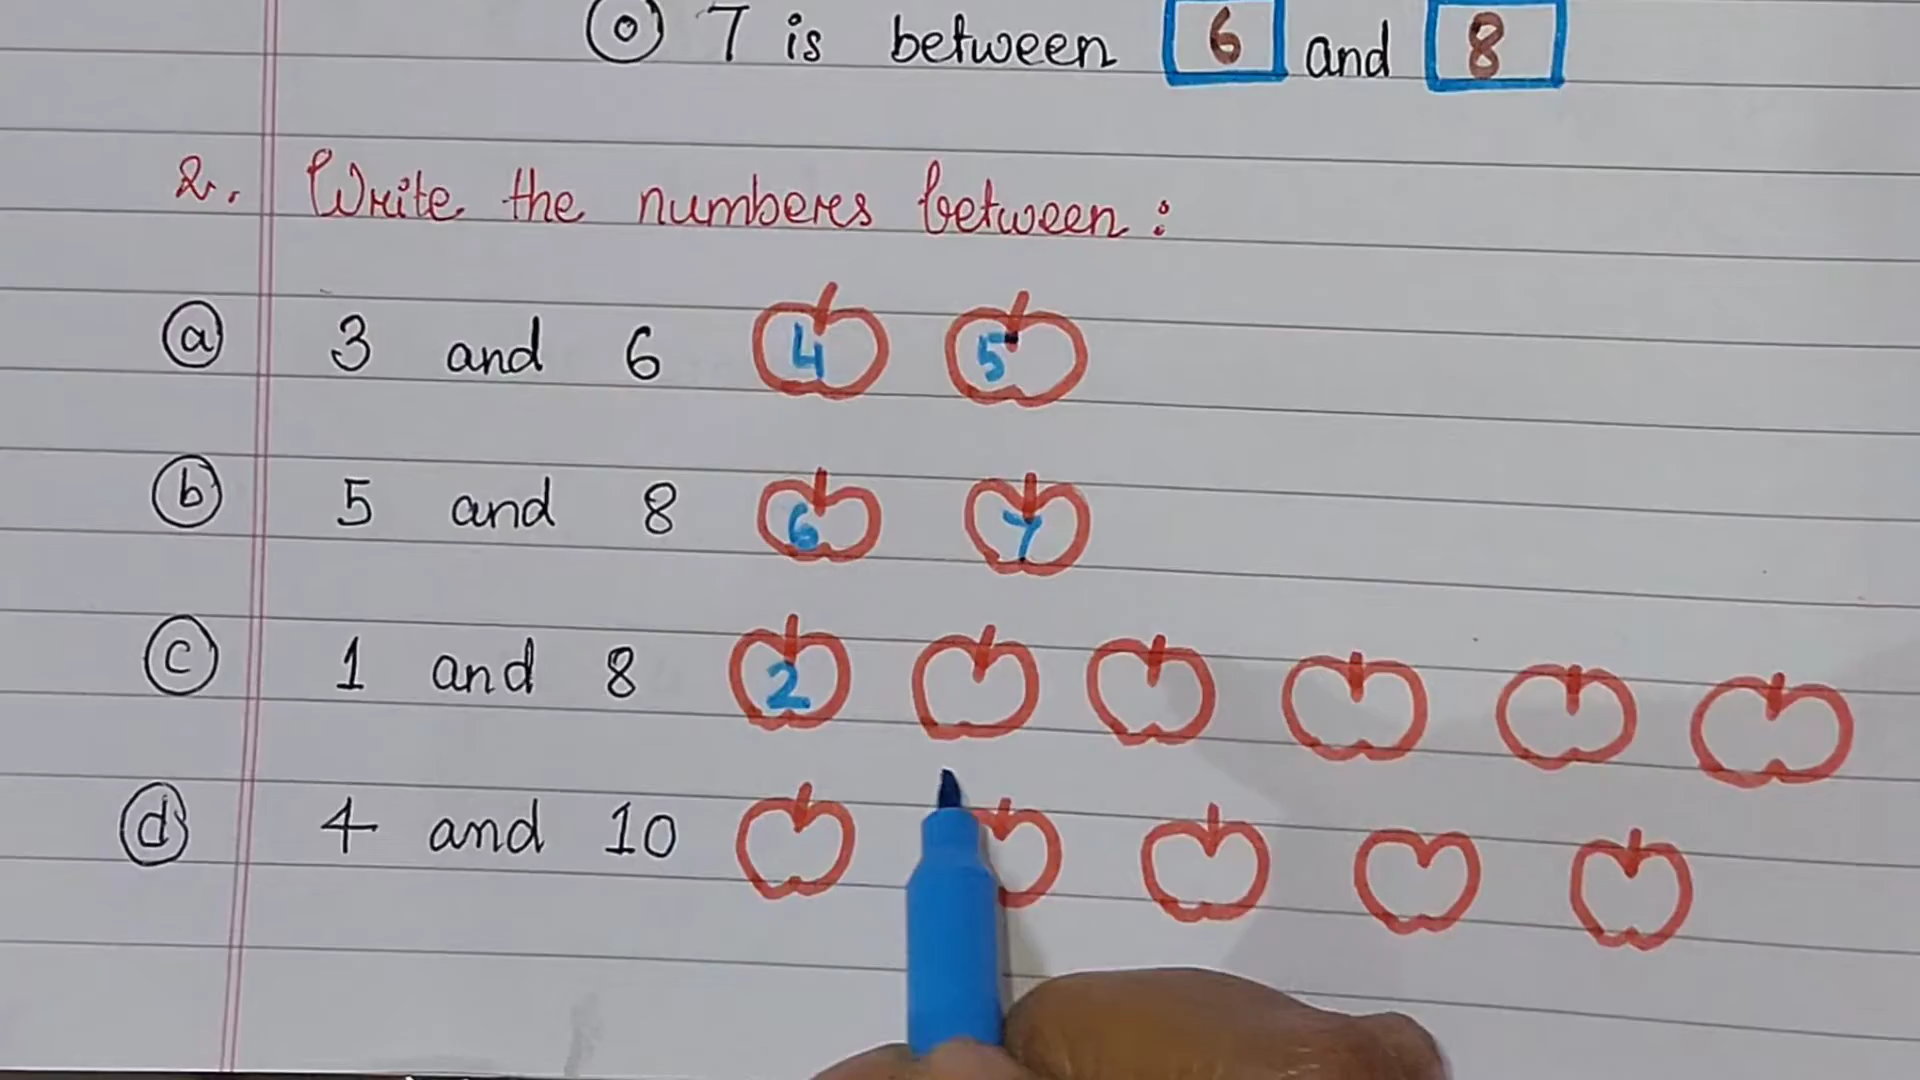 o 7 is between 6 and 8
2. Write the numberes between :
a 3 and 6 4 5
b 5 and 8 6 7
c 1 and 8 2
d 4 and 10